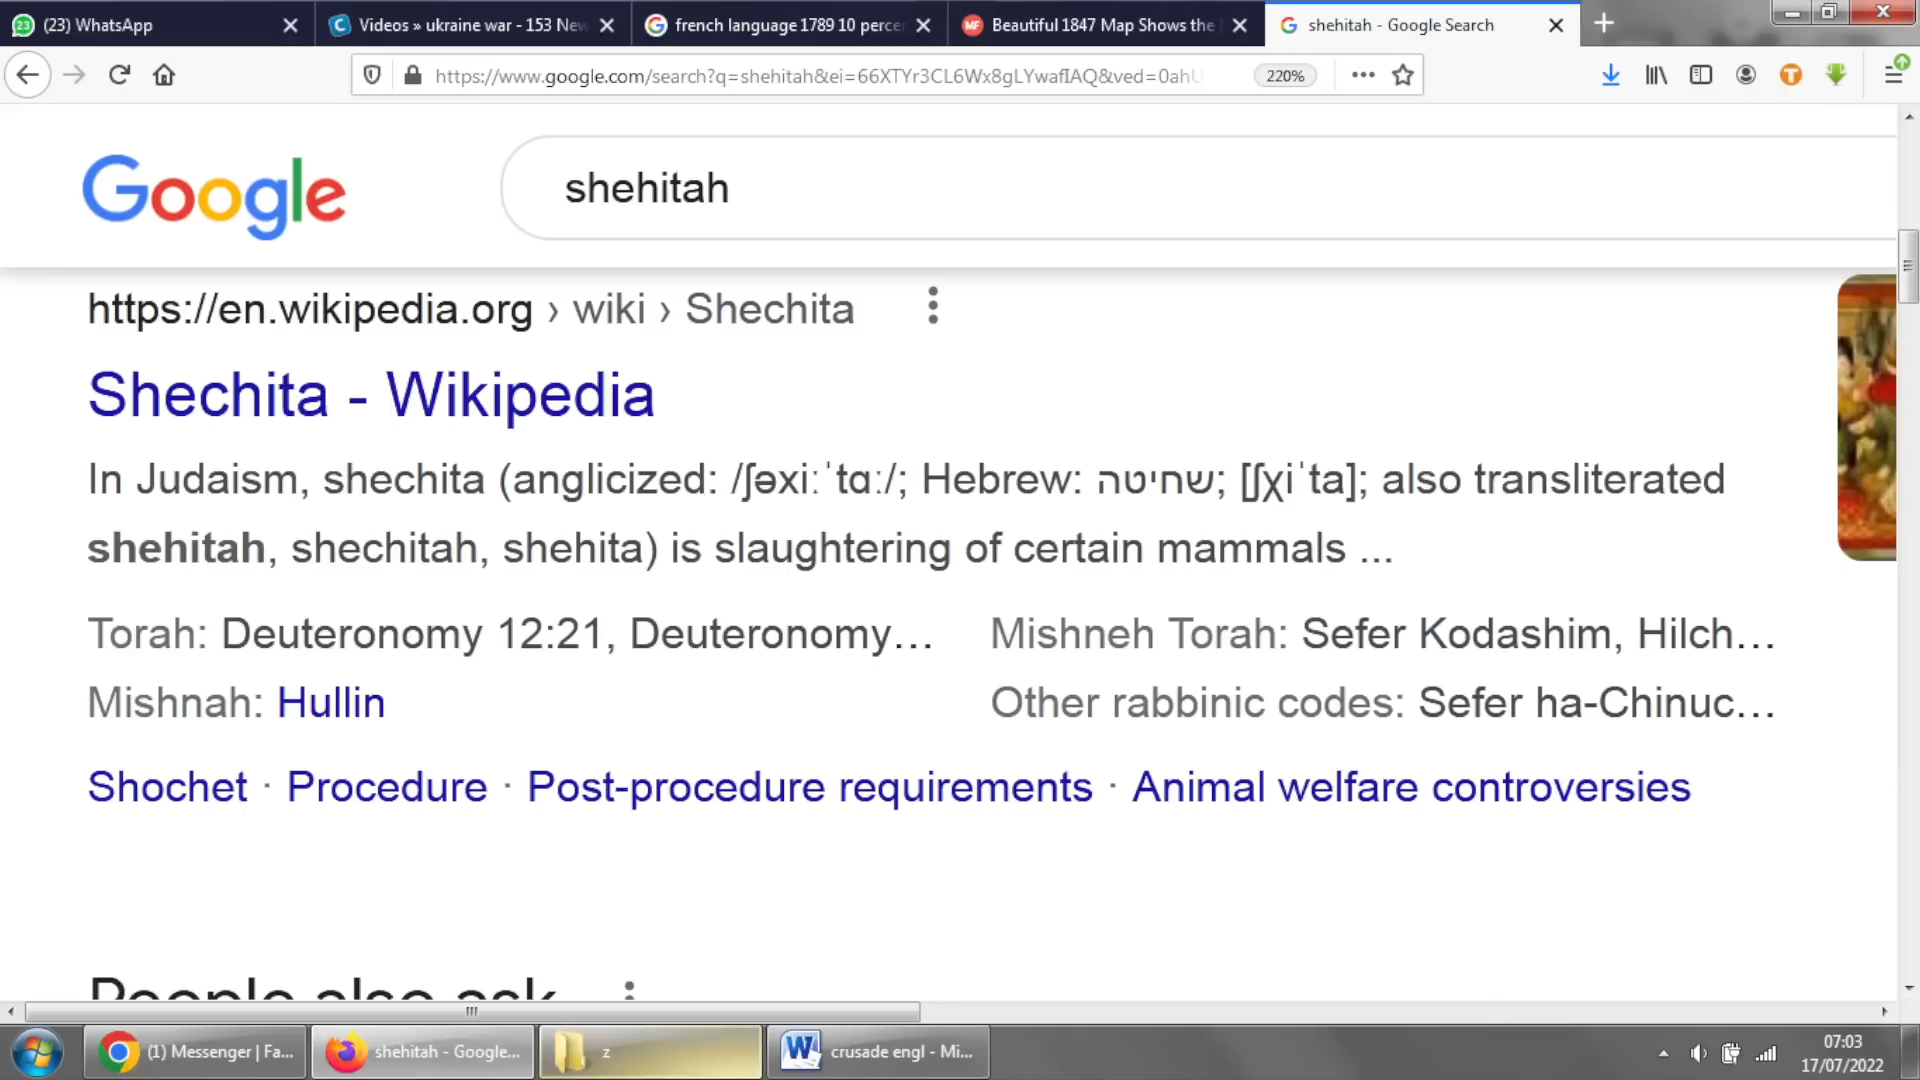 (23) WhatsApp
Videos » ukraine war - 153 New
french language 1789 10 perce
Beautiful 1847 Map Shows the
shehitah - Google Search
https://www.google.com/search?q=shehitah&ei=66XTYr3CL6Wx8gLYwafIAQ&ved=0ahU
220%
Google
shehitah
https://en.wikipedia.org › wiki › Shechita
Shechita - Wikipedia
In Judaism, shechita (anglicized: /ʃəxiːˈtɑː/; Hebrew: שחיטה; [ʃχiˈta]; also transliterated
shehitah, shechitah, shehita) is slaughtering of certain mammals ...
Torah: Deuteronomy 12:21, Deuteronomy…
Mishneh Torah: Sefer Kodashim, Hilch…
Mishnah: Hullin
Other rabbinic codes: Sefer ha-Chinuc…
Shochet · Procedure · Post-procedure requirements · Animal welfare controversies
People also ask
(1) Messenger | Fa...
shehitah - Google...
z
crusade engl - Mi...
07:03
17/07/2022